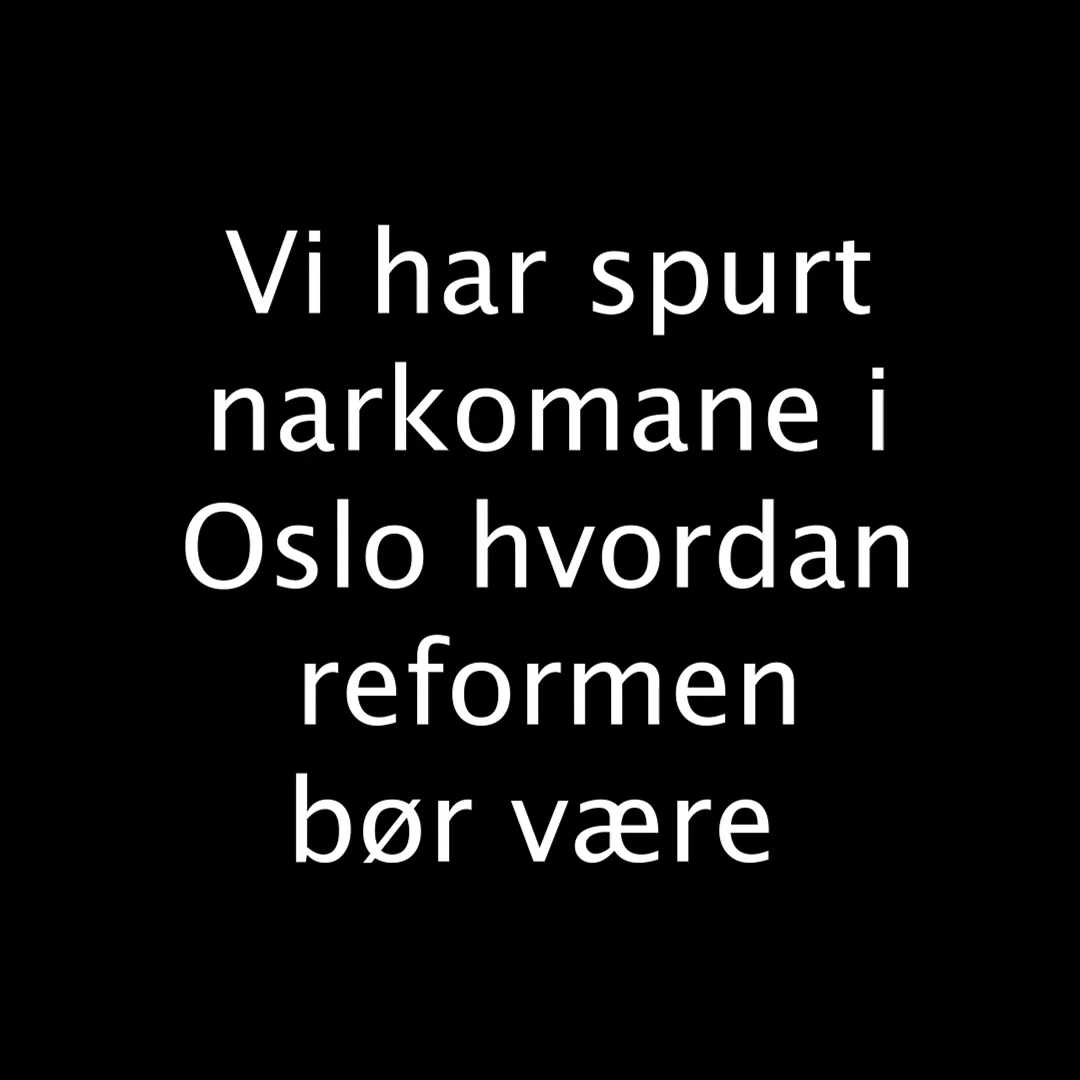 Vi har spurt
narkomane i
Oslo hvordan
reformen
bør være